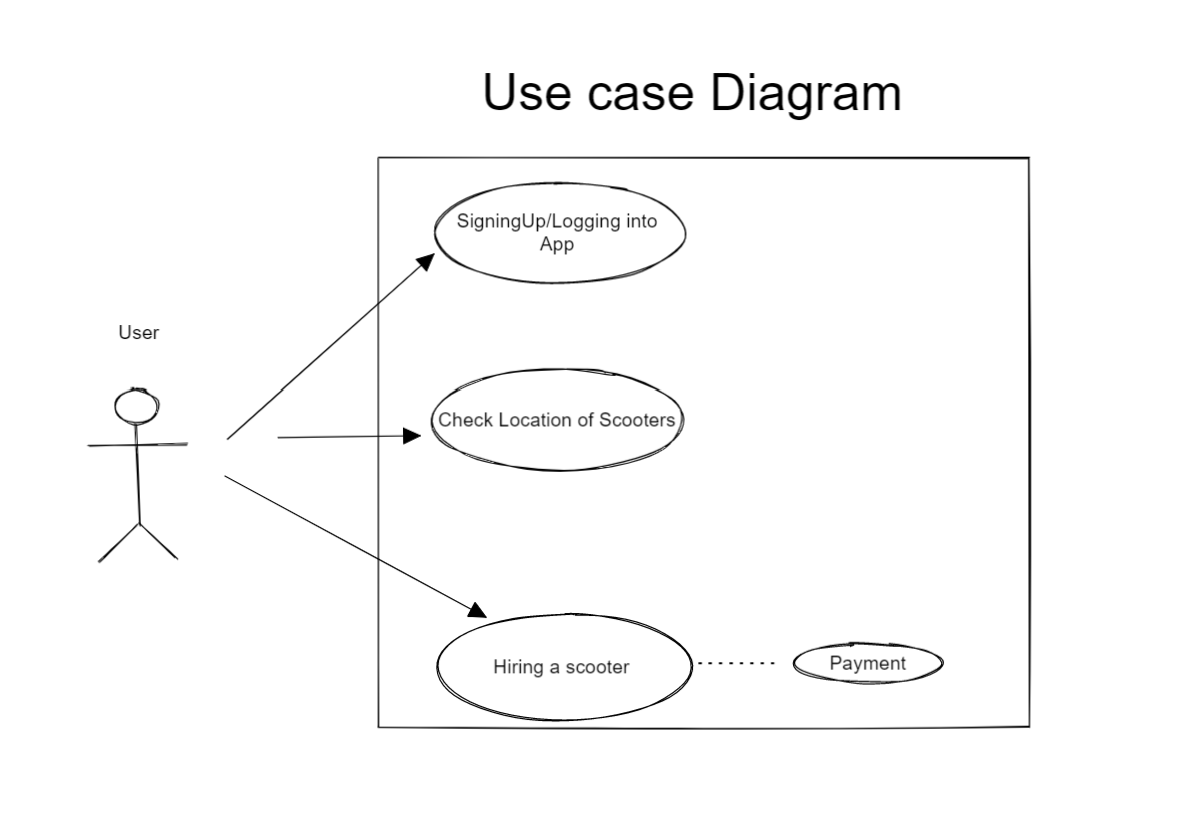 Use case Diagram
SigningUp/Logging into
App
User
Check Location of Scooters
Hiring a scooter
Payment